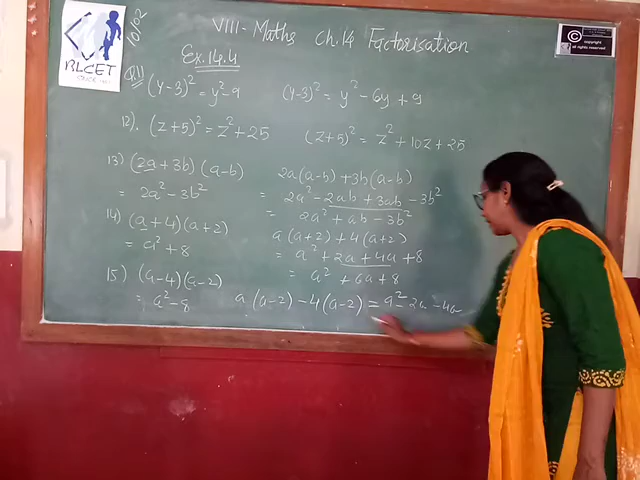 VIII - Maths Ch.14 Factorisation
10/02
BLCET
Ex. 14.4
copyright
all rights reserved
Q11) (y-3)² = y²-9 (y-3)² = y² - 6y + 9
12). (z+5)² = z² + 25 (z+5)² = z² + 10z + 25
13) (2a + 3b) (a-b) 2a(a-b) + 3b(a-b)
= 2a² - 3b² = 2a² - 2ab + 3ab - 3b²
= 2a² + ab - 3b²
14) (a + 4)(a+2) a(a+2) + 4(a+2)
= a² + 8 = a² + 2a + 4a + 8
= a² + 6a + 8
15) (a-4)(a-2)
= a² - 8 a (a-2) - 4(a-2) = a² - 2a - 4a